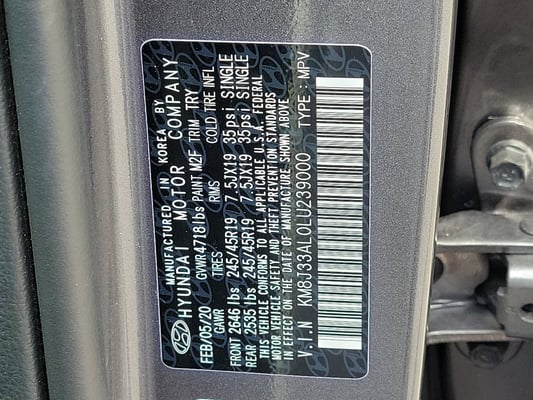 MANUFACTURED IN KOREA BY
HYUNDAI MOTOR COMPANY
FEB/05/20 GVWR 4718 lbs PAINT M2F TRIM TRY
GAWR TIRES RIMS COLD TIRE INFL
FRONT 2646 lbs 245/45R19 7.5JX19 35psi SINGLE
REAR 2535 lbs 245/45R19 7.5JX19 35psi SINGLE
THIS VEHICLE CONFORMS TO ALL APPLICABLE U.S.A. FEDERAL
MOTOR VEHICLE SAFETY AND THEFT PREVENTION STANDARDS
IN EFFECT ON THE DATE OF MANUFACTURE SHOWN ABOVE
V.I.N KM8J33AL0LU239000 TYPE : MPV